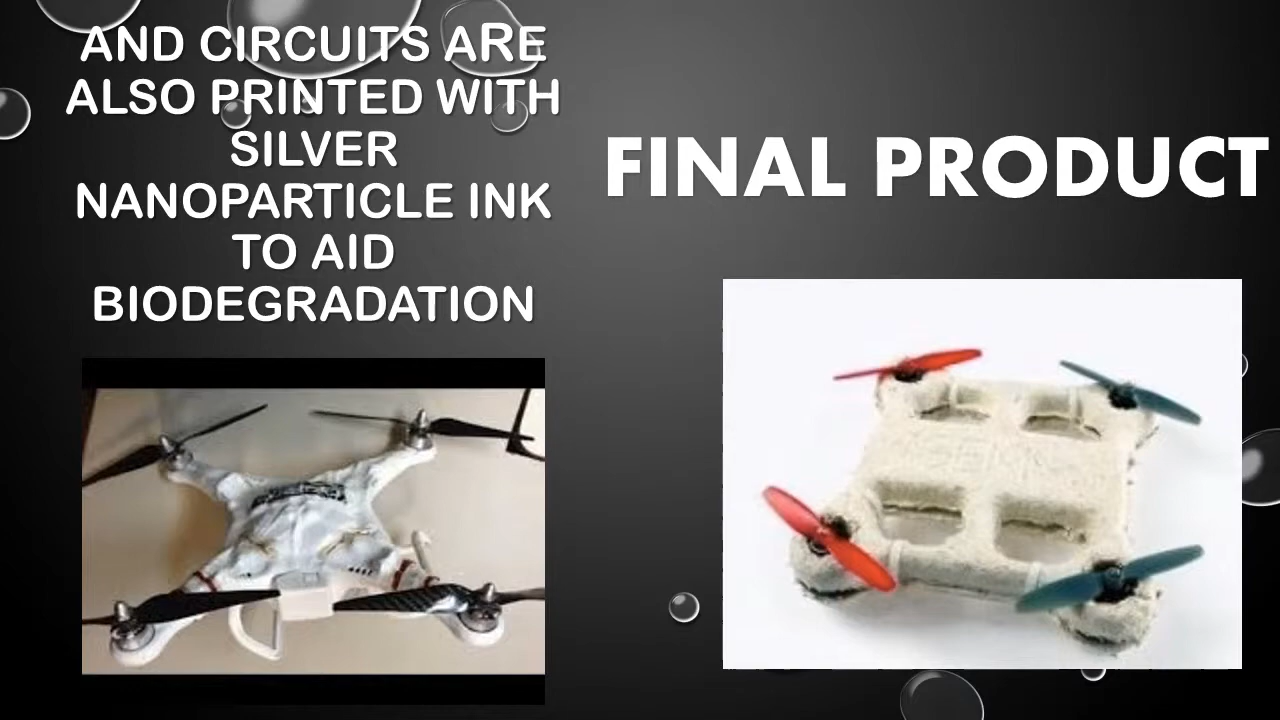 AND CIRCUITS ARE
ALSO PRINTED WITH
SILVER
NANOPARTICLE INK
TO AID
BIODEGRADATION
FINAL PRODUCT